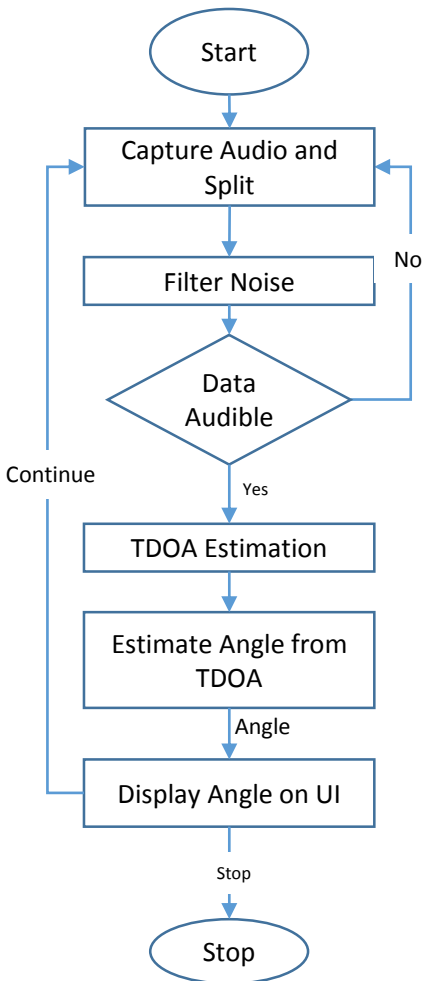 Start
Capture Audio and
Split
No
Filter Noise
Data
Audible
Continue
Yes
TDOA Estimation
Estimate Angle from
TDOA
Angle
Display Angle on UI
Stop
Stop